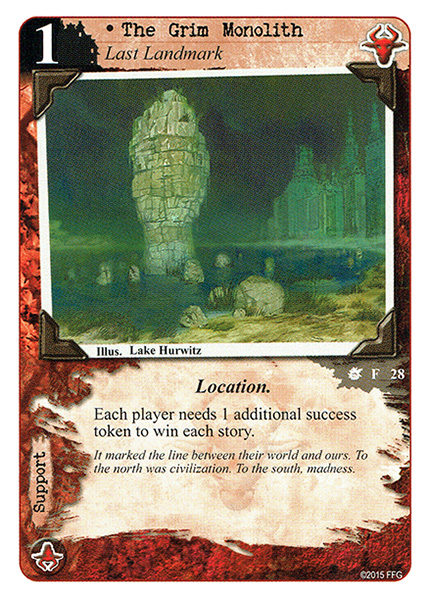 1
• The Grim Monolith
Last Landmark
Illus. Lake Hurwitz
F 28
Location.
Each player needs 1 additional success
token to win each story.
It marked the line between their world and ours. To
the north was civilization. To the south, madness.
Support
©2015 FFG